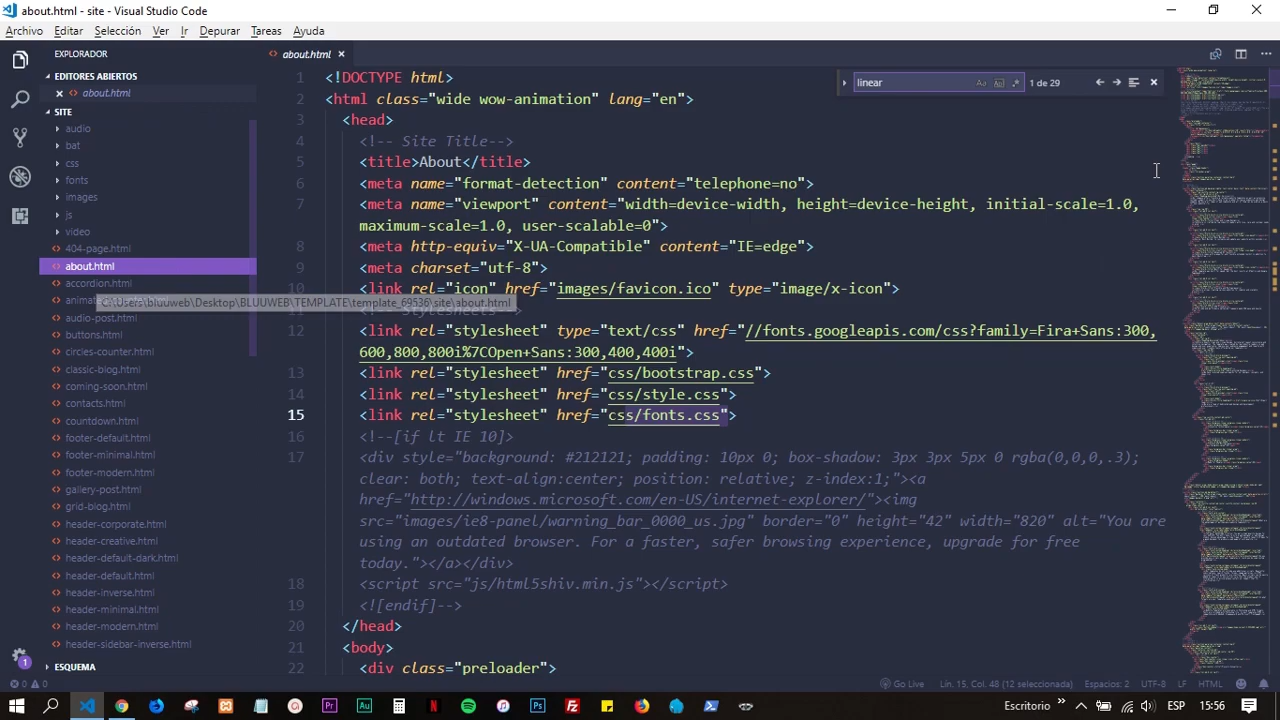 about.html - site - Visual Studio Code
Archivo Editar Selección Ver Ir Depurar Tareas Ayuda
EXPLORADOR
EDITORES ABIERTOS
about.html
SITE
audio
bat
css
fonts
images
js
video
404-page.html
about.html
accordion.html
audio-post.html
buttons.html
circles-counter.html
classic-blog.html
coming-soon.html
contacts.html
countdown.html
footer-default.html
footer-minimal.html
footer-modern.html
gallery-post.html
grid-blog.html
header-corporate.html
header-creative.html
header-default-dark.html
header-default.html
header-inverse.html
header-minimal.html
header-modern.html
header-sidebar-inverse.html
ESQUEMA
about.html
linear
1 de 29
1 <!DOCTYPE html>
2 <html class="wide wow-animation" lang="en">
3 <head>
4 <!-- Site Title-->
5 <title>About</title>
6 <meta name="format-detection" content="telephone=no">
7 <meta name="viewport" content="width=device-width, height=device-height, initial-scale=1.0,
maximum-scale=1.0, user-scalable=0">
8 <meta http-equiv="X-UA-Compatible" content="IE=edge">
9 <meta charset="utf-8">
10 <link rel="icon" href="images/favicon.ico" type="image/x-icon">
C:\Users\bluuweb\Desktop\BLUUWEB\TEMPLATE\template_69536\site\about.html
11 <!-- Stylesheets
12 <link rel="stylesheet" type="text/css" href="//fonts.googleapis.com/css?family=Fira+Sans:300,
600,800,800i%7COpen+Sans:300,400,400i">
13 <link rel="stylesheet" href="css/bootstrap.css">
14 <link rel="stylesheet" href="css/style.css">
15 <link rel="stylesheet" href="css/fonts.css">
16 <!--[if lt IE 10]>
17 <div style="background: #212121; padding: 10px 0; box-shadow: 3px 3px 5px 0 rgba(0,0,0,.3);
clear: both; text-align:center; position: relative; z-index:1;"><a
href="http://windows.microsoft.com/en-US/internet-explorer/"><img
src="images/ie8-panel/warning_bar_0000_us.jpg" border="0" height="42" width="820" alt="You are
using an outdated browser. For a faster, safer browsing experience, upgrade for free
today."></a></div>
18 <script src="js/html5shiv.min.js"></script>
19 <![endif]-->
20 </head>
21 <body>
22 <div class="preloader">
0 0
Go Live Lín. 15, Col. 48 (12 seleccionada) Espacios: 2 UTF-8 LF HTML
1
Escritorio ESP 15:56